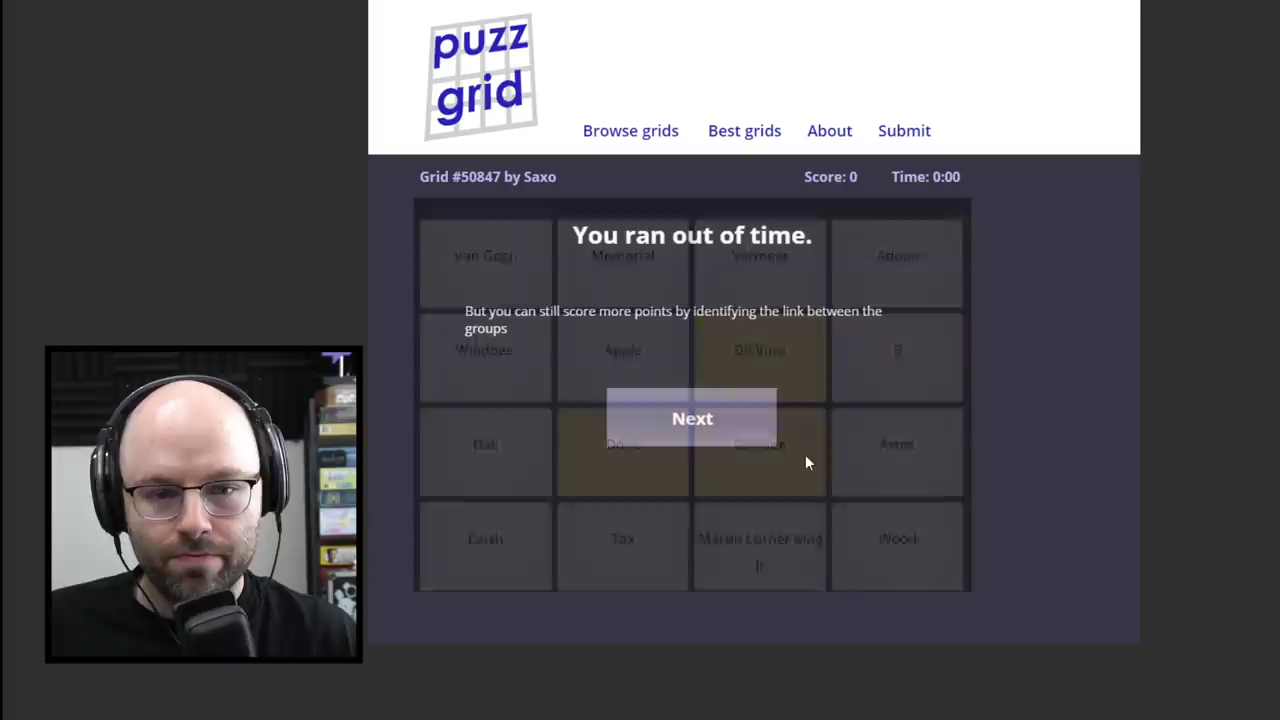 puzz
grid
Browse grids
Best grids
About
Submit
Grid #50847 by Saxo
Score: 0
Time: 0:00
You ran out of time.
van Gogh
Memorial
Vermeer
But you can still score more points by identifying the link between the
groups
Windows
Apple
Da Vinci
Next
Dali
Tax
Martin Luther King
Jr